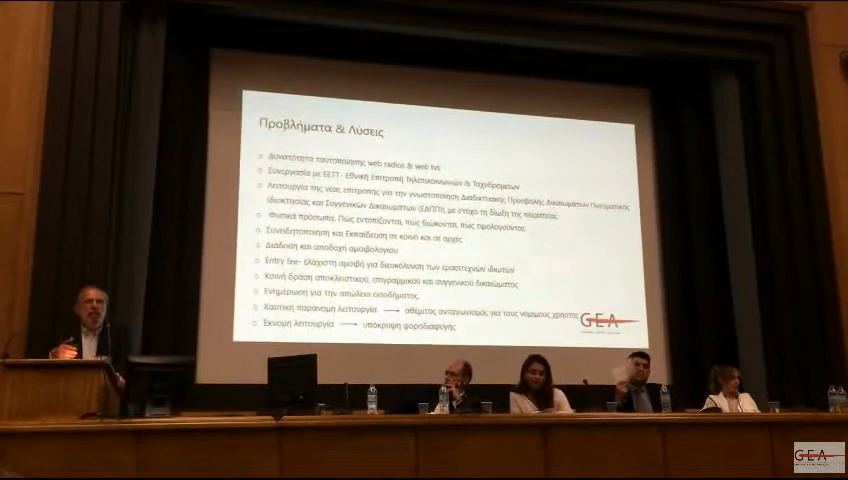 Προβλήματα & Λύσεις
Δυνατότητα ταυτοποίησης web radios & web tvs
Συνεργασία με ΕΕΤΤ- Εθνική Επιτροπή Τηλεπικοινωνιών & Ταχυδρομείων
Λειτουργία της νέας επιτροπής για την γνωστοποίηση Διαδικτυακής Προσβολής Δικαιωμάτων Πνευματικής
Ιδιοκτησίας και Συγγενικών Δικαιωμάτων (ΕΔΠΠΙ), με στόχο τη δίωξη της πειρατείας
Φυσικά πρόσωπα. Πως εντοπίζονται, πως διώκονται, πως τιμολογούνται
Συνειδητοποίηση και Εκπαίδευση σε κοινό και σε αρχές
Διάδοση και αποδοχή αμοιβολογίου
Entry fee- ελάχιστη αμοιβή για διευκόλυνση των ερασιτεχνών ιδιωτών
Κοινή δράση αποκλειστικού, επιγραμμικού και συγγενικού δικαιώματος
Ενημέρωση για την απώλεια εισοδήματος
Χαοτική παράνομη λειτουργία → αθέμιτος ανταγωνισμός για τους νόμιμους χρήστες
Έκνομη λειτουργία → υπόκρυψη φοροδιαφυγής
GEA
GEA